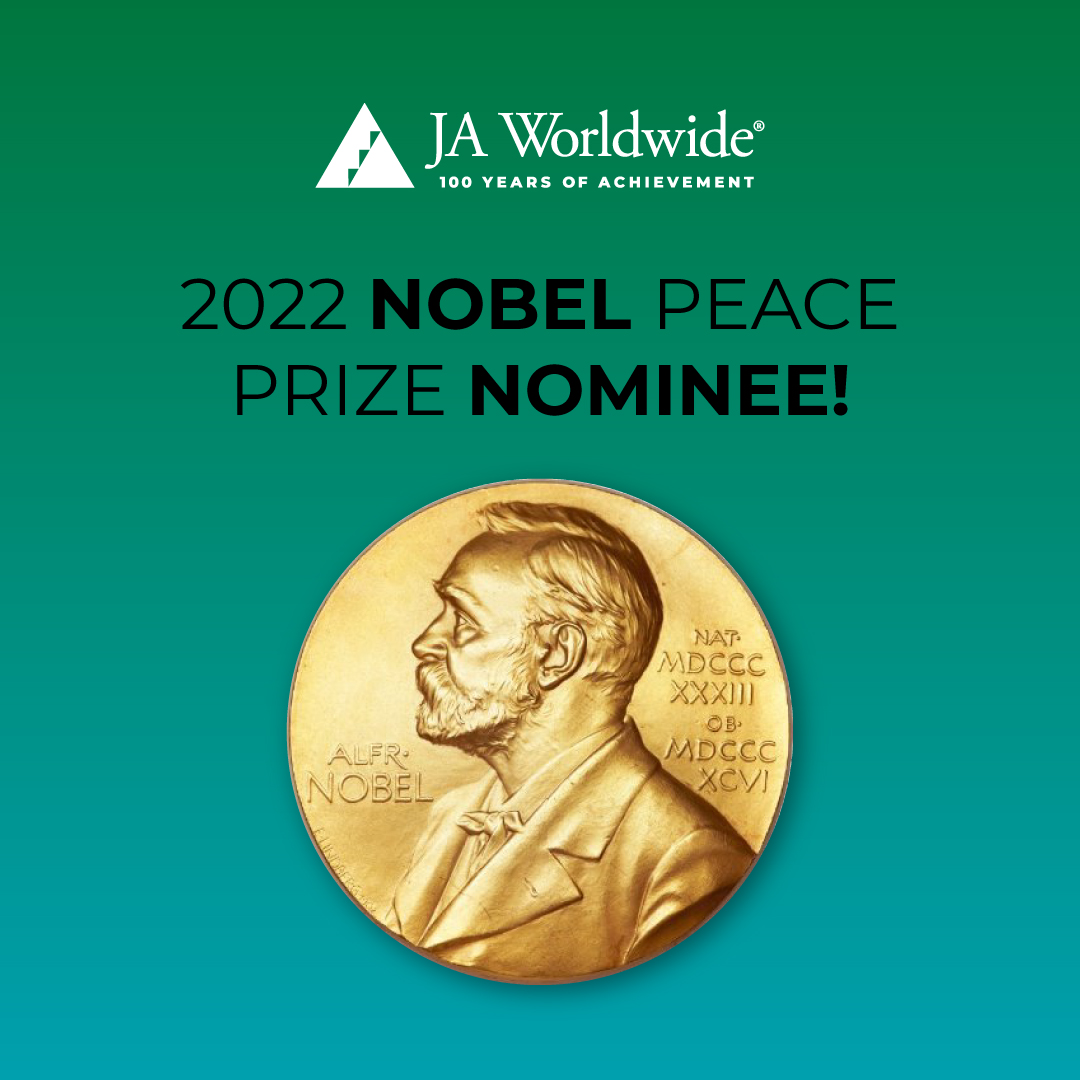 JA Worldwide®
100 YEARS OF ACHIEVEMENT
2022 NOBEL PEACE
PRIZE NOMINEE!
NAT·
MDCCC
XXXIII
OB·
MDCCC
XCVI
ALFR·
NOBEL